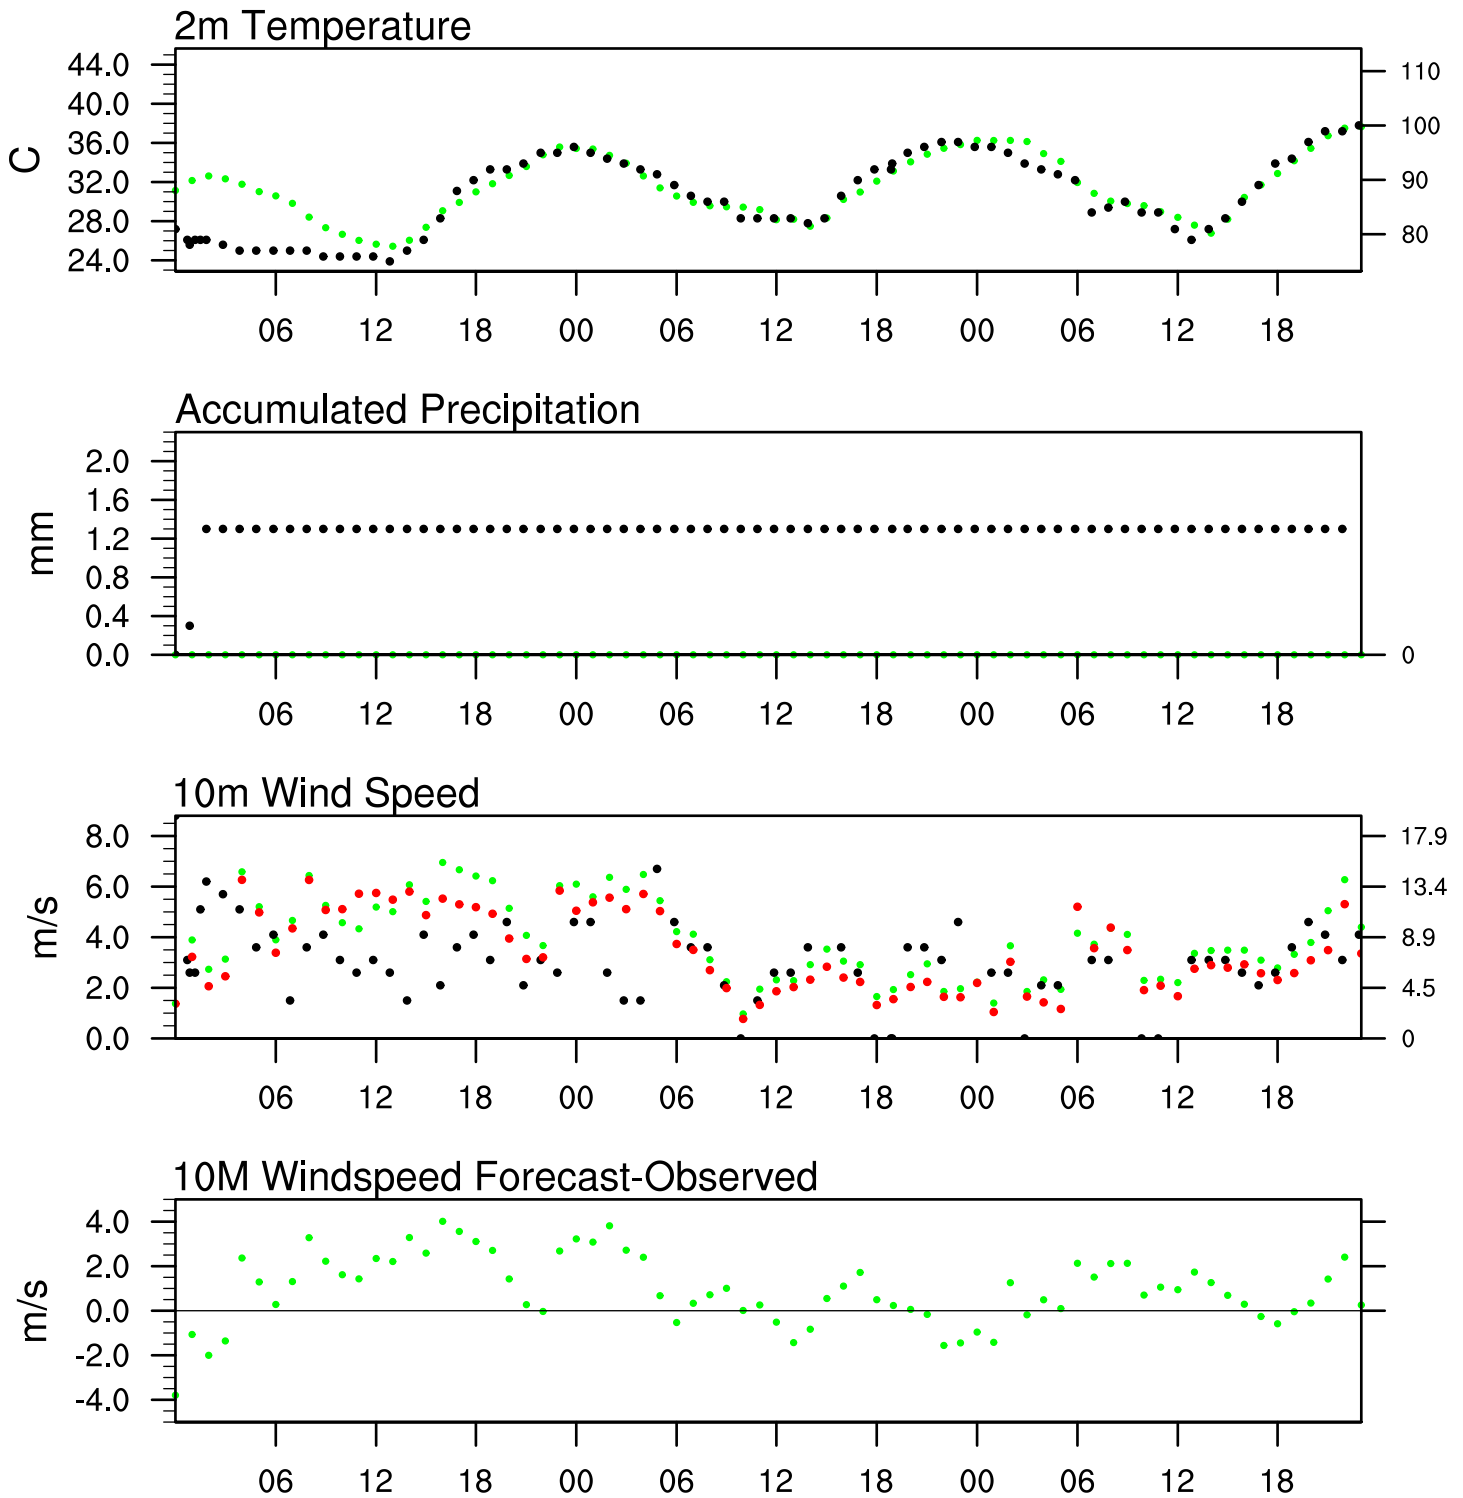 2m Temperature
44.0
40.0
36.0
32.0
28.0
24.0
C
110
100
90
80
06 12 18 00 06 12 18 00 06 12 18
Accumulated Precipitation
2.0
1.6
1.2
0.8
0.4
0.0
mm
0
06 12 18 00 06 12 18 00 06 12 18
10m Wind Speed
8.0
6.0
4.0
2.0
0.0
m/s
17.9
13.4
8.9
4.5
0
06 12 18 00 06 12 18 00 06 12 18
10M Windspeed Forecast-Observed
4.0
2.0
0.0
-2.0
-4.0
m/s
06 12 18 00 06 12 18 00 06 12 18